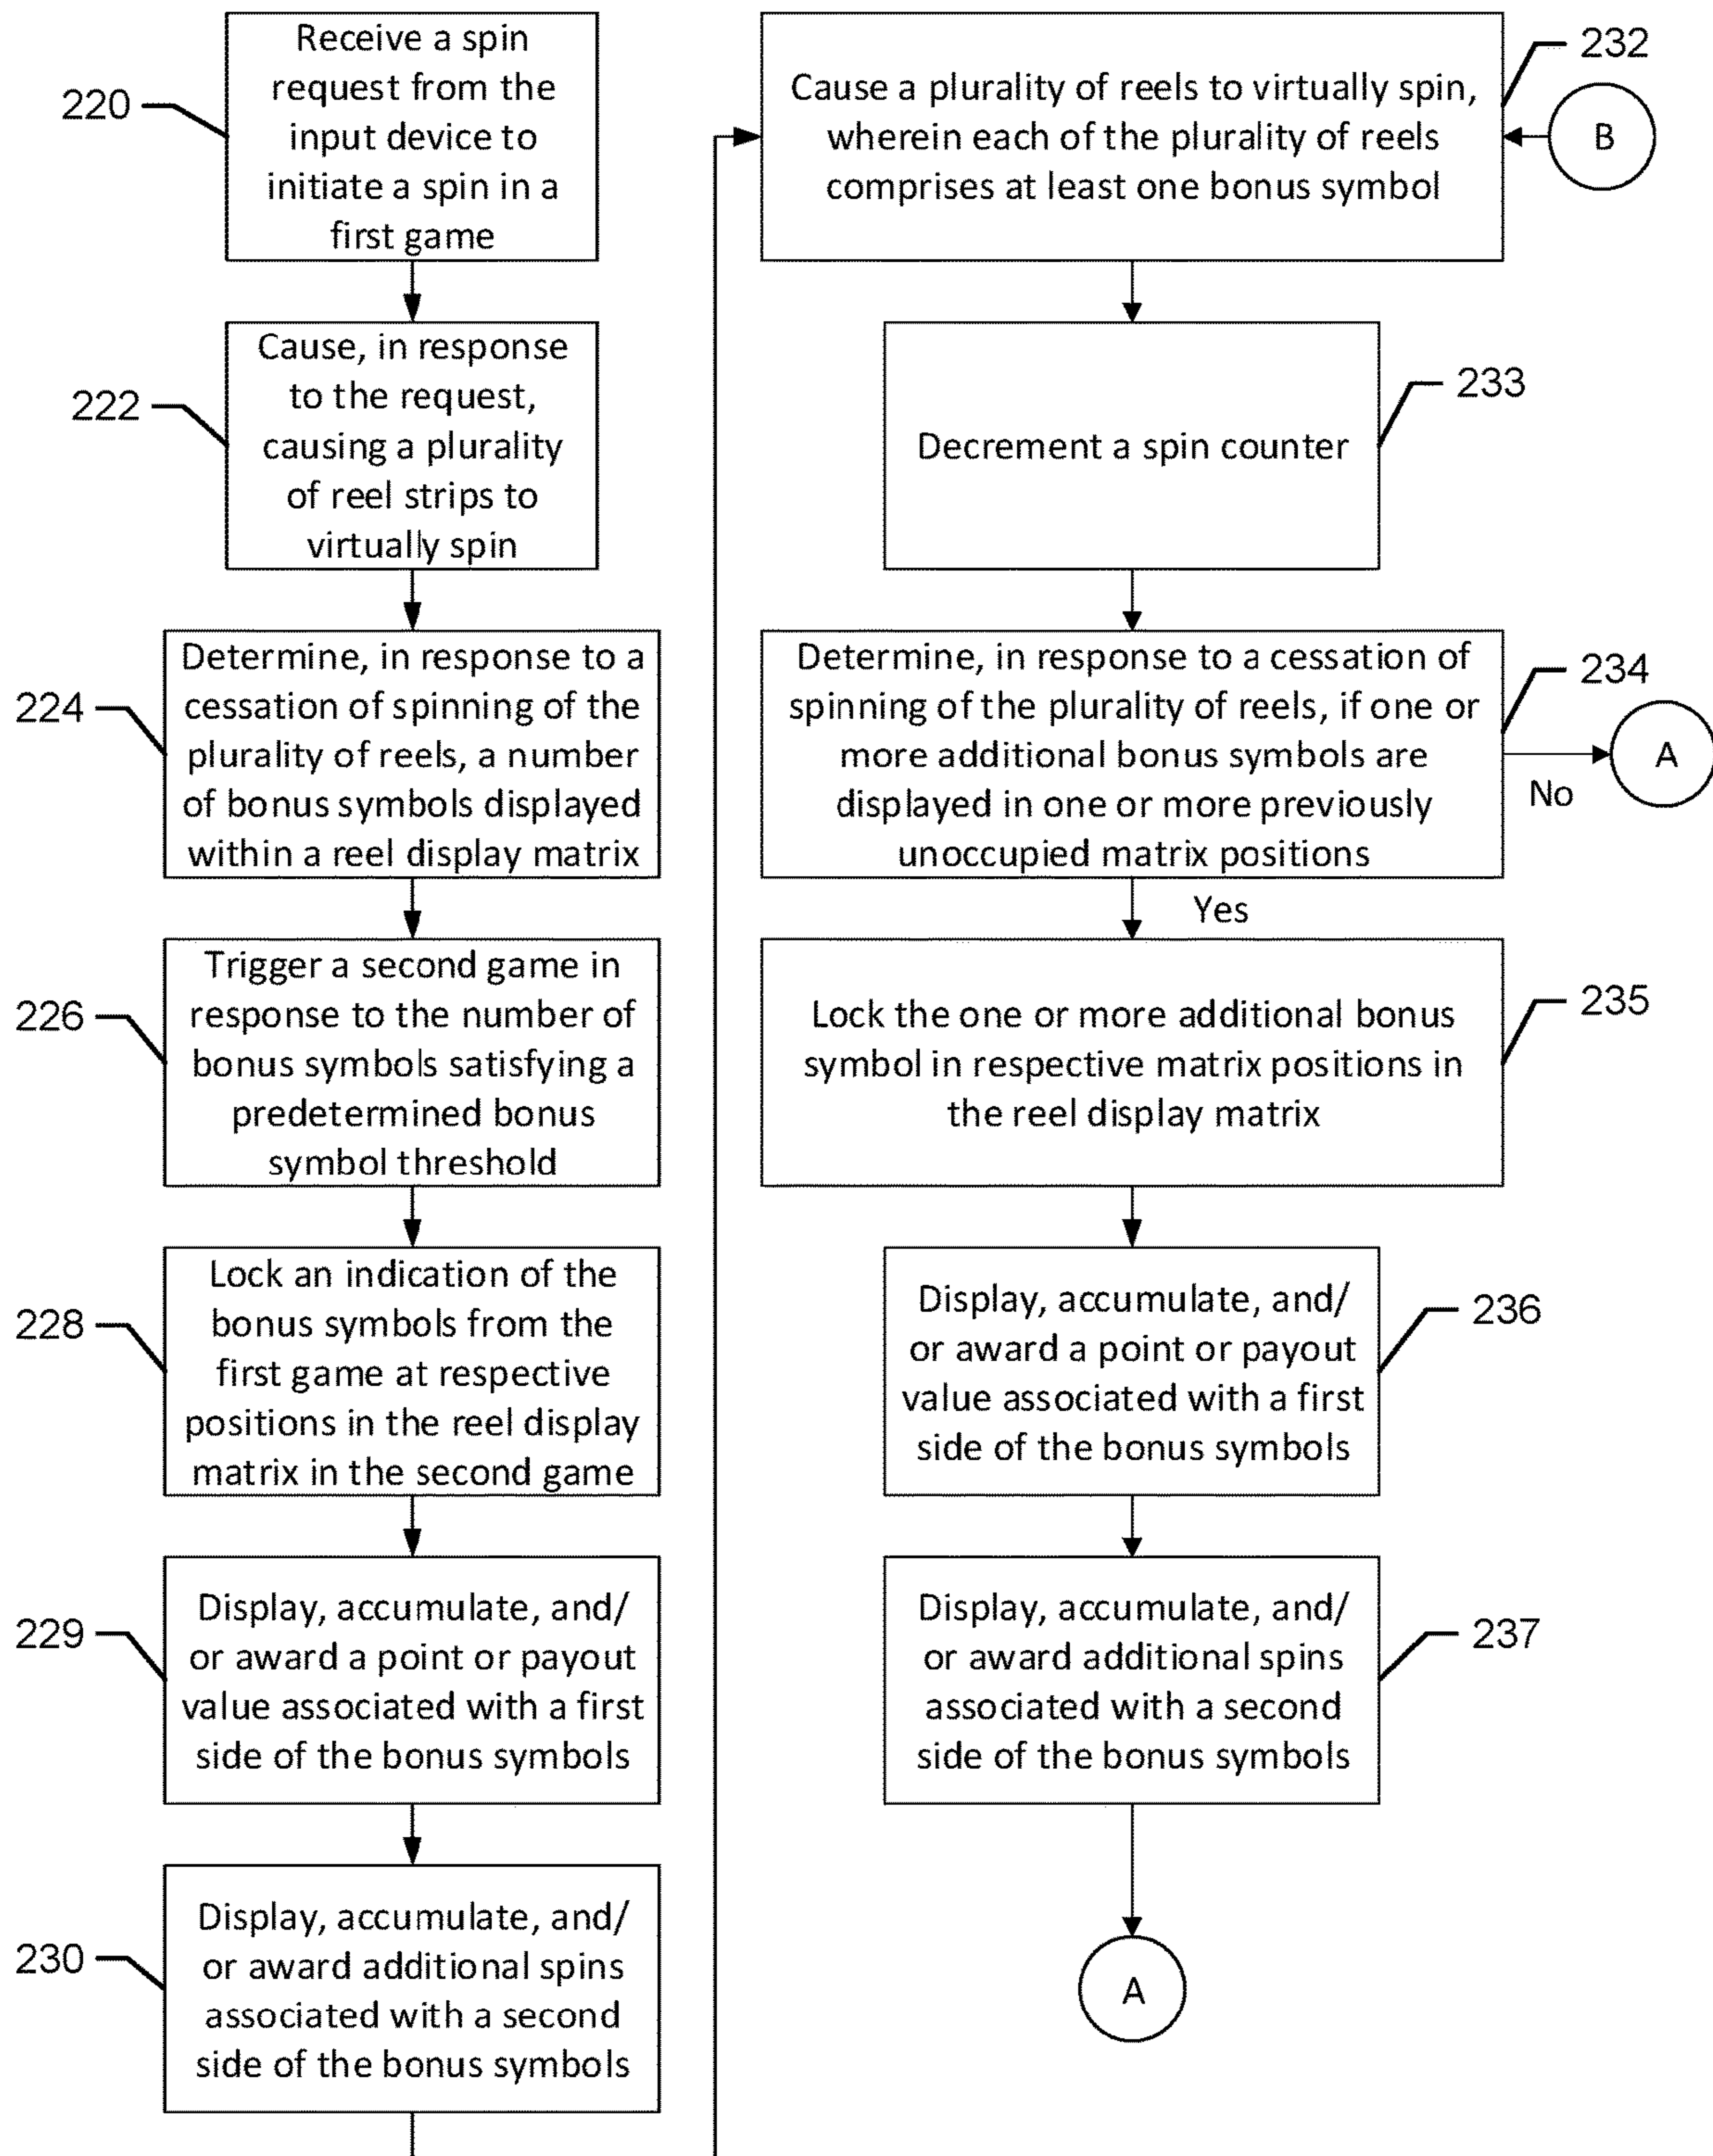 220
Receive a spin
request from the
input device to
initiate a spin in a
first game
222
Cause, in response
to the request,
causing a plurality
of reel strips to
virtually spin
224
Determine, in response to a
cessation of spinning of the
plurality of reels, a number
of bonus symbols displayed
within a reel display matrix
226
Trigger a second game in
response to the number of
bonus symbols satisfying a
predetermined bonus
symbol threshold
228
Lock an indication of the
bonus symbols from the
first game at respective
positions in the reel display
matrix in the second game
229
Display, accumulate, and/
or award a point or payout
value associated with a first
side of the bonus symbols
230
Display, accumulate, and/
or award additional spins
associated with a second
side of the bonus symbols
232
Cause a plurality of reels to virtually spin,
wherein each of the plurality of reels
comprises at least one bonus symbol
B
233
Decrement a spin counter
234
Determine, in response to a cessation of
spinning of the plurality of reels, if one or
more additional bonus symbols are
displayed in one or more previously
unoccupied matrix positions
No
A
Yes
235
Lock the one or more additional bonus
symbol in respective matrix positions in
the reel display matrix
236
Display, accumulate, and/
or award a point or payout
value associated with a first
side of the bonus symbols
237
Display, accumulate, and/
or award additional spins
associated with a second
side of the bonus symbols
A